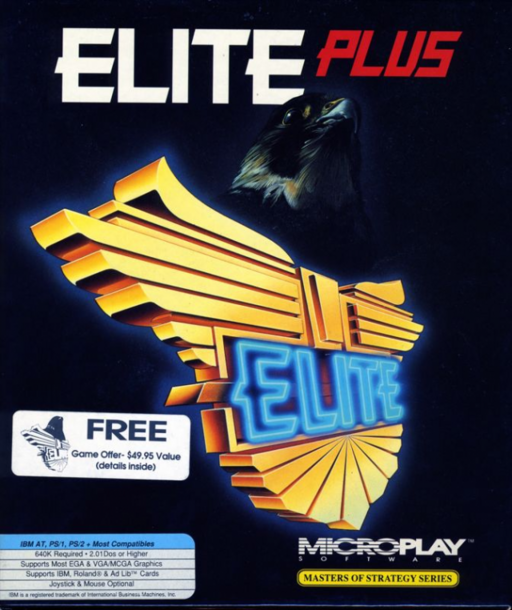 ELITE PLUS
ELITE
FREE
Game Offer- $49.95 Value
(details inside)
IBM AT, PS/1, PS/2 + Most Compatibles
640K Required • 2.01Dos or Higher
Supports Most EGA & VGA/MCGA Graphics
Supports IBM, Roland® & Ad Lib™ Cards
Joystick & Mouse Optional
IBM is a registered trademark of International Business Machines, Inc.
MICROPLAY™
SOFTWARE
MASTERS OF STRATEGY SERIES